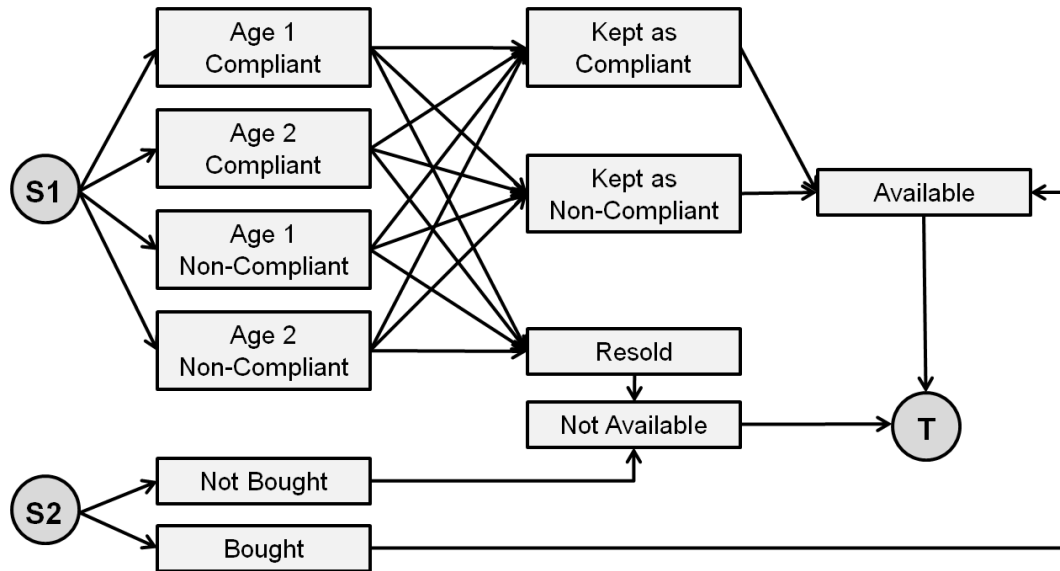 Age 1
Compliant
Kept as
Compliant
Age 2
Compliant
S1
Kept as
Non-Compliant
Available
Age 1
Non-Compliant
Age 2
Non-Compliant
Resold
Not Available
T
Not Bought
S2
Bought